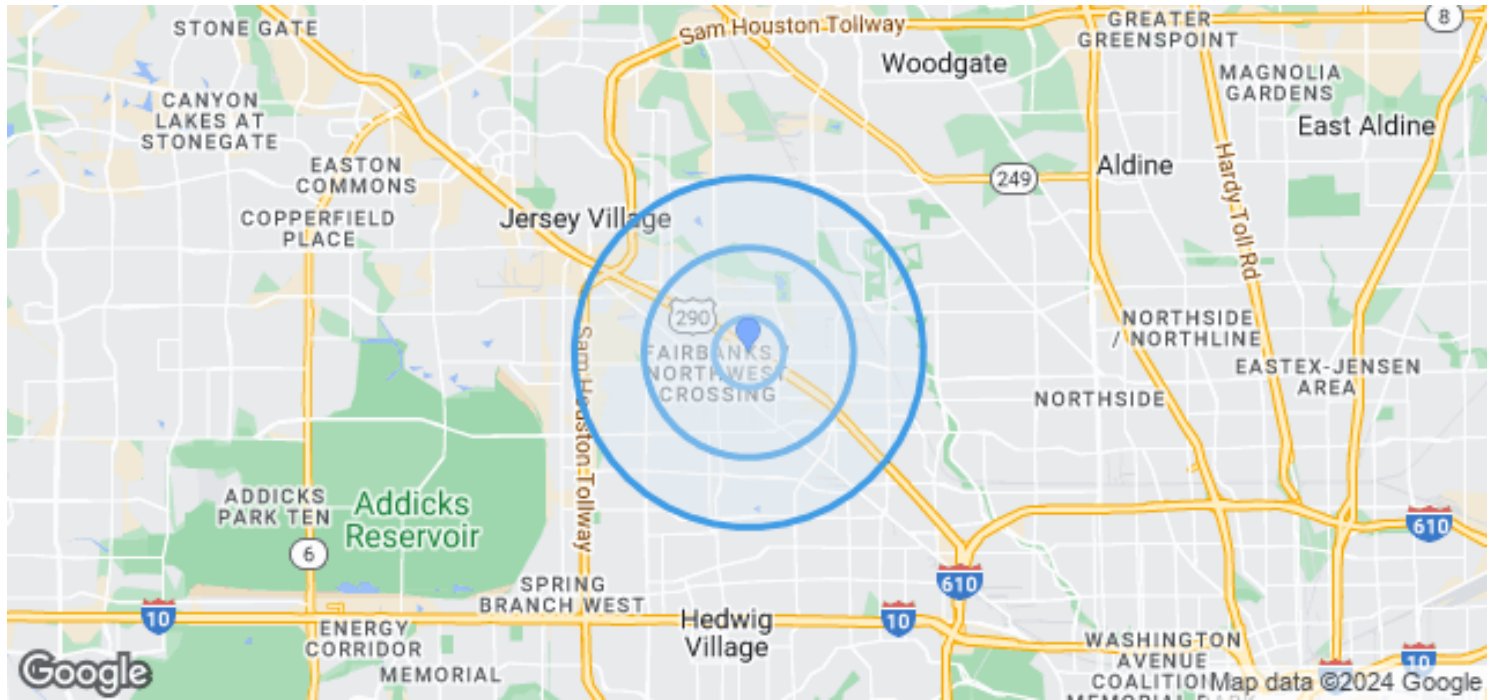 STONE GATE
Sam Houston Tollway
GREATER
GREENSPOINT
8
Woodgate
MAGNOLIA
GARDENS
CANYON
LAKES AT
STONEGATE
East Aldine
EASTON
COMMONS
249
Aldine
Hardy Toll Rd
COPPERFIELD
PLACE
Jersey Village
290
FAIRBANKS /
NORTHWEST
CROSSING
Sam Houston Tollway
NORTHSIDE
/ NORTHLINE
EASTEX-JENSEN
AREA
NORTHSIDE
ADDICKS
PARK TEN
Addicks
Reservoir
6
610
610
SPRING
BRANCH WEST
10
Hedwig
Village
10
ENERGY
CORRIDOR
MEMORIAL
WASHINGTON
AVENUE
COALITION
MEMORIAL PARK
10
Google
Map data ©2024 Google